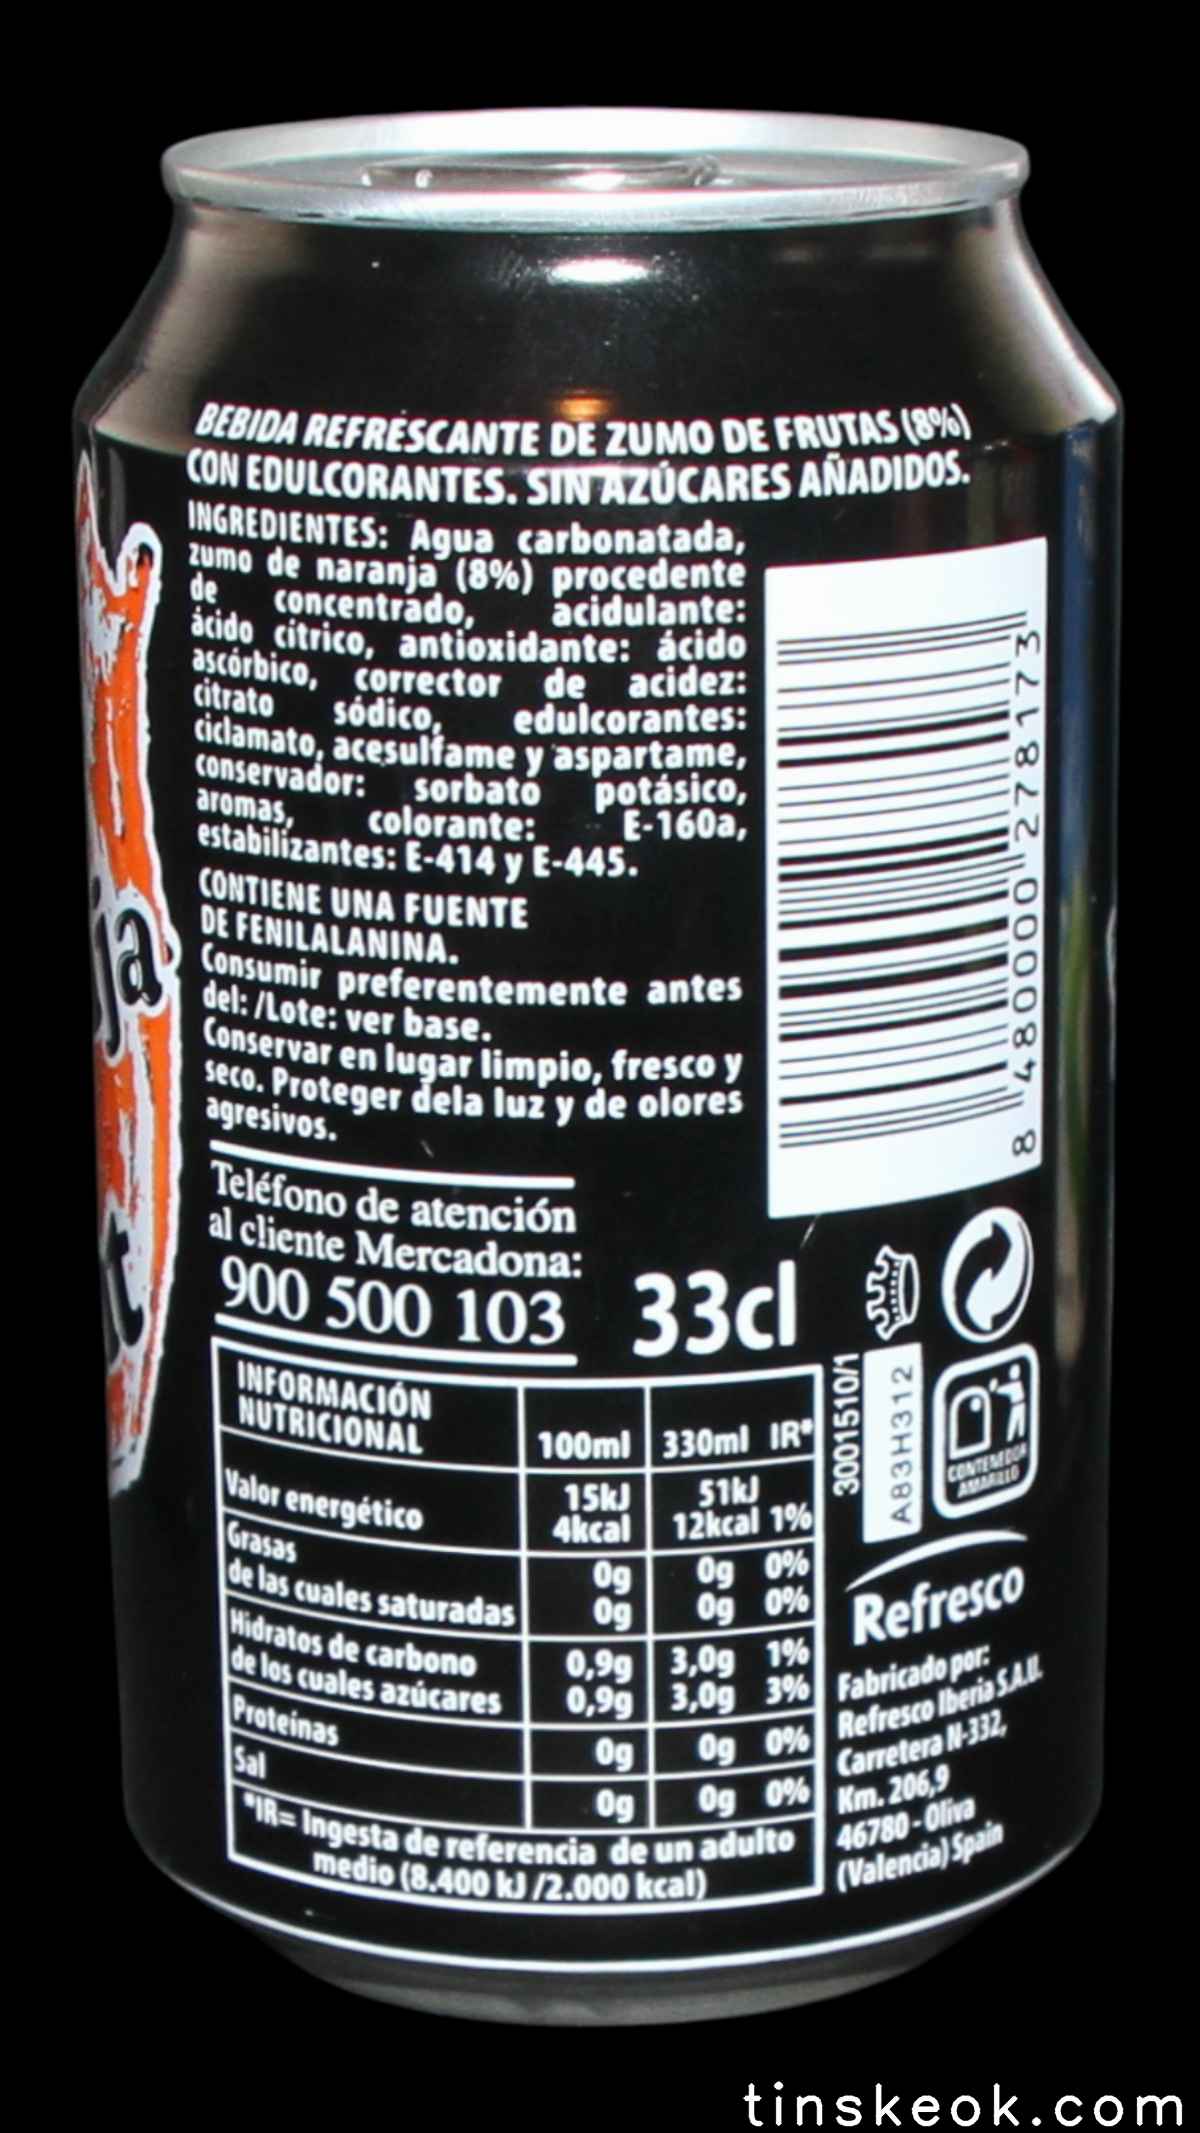 BEBIDA REFRESCANTE DE ZUMO DE FRUTAS (8%)
CON EDULCORANTES. SIN AZÚCARES AÑADIDOS.
INGREDIENTES: Agua carbonatada,
zumo de naranja (8%) procedente
de concentrado, acidulante:
ácido cítrico, antioxidante: ácido
ascórbico, corrector de acidez:
citrato sódico, edulcorantes:
ciclamato, acesulfame y aspartame,
conservador: sorbato potásico,
aromas, colorante: E-160a,
estabilizantes: E-414 y E-445.
CONTIENE UNA FUENTE
DE FENILALANINA.
Consumir preferentemente antes
del: /Lote: ver base.
Conservar en lugar limpio, fresco y
seco. Proteger dela luz y de olores
agresivos.
Teléfono de atención
al cliente Mercadona:
900 500 103
33cl
8 480000 278173
INFORMACIÓN
NUTRICIONAL
100ml 330ml IR*
Valor energético 15kJ 51kJ
4kcal 12kcal 1%
Grasas 0g 0g 0%
de las cuales saturadas 0g 0g 0%
Hidratos de carbono 0,9g 3,0g 1%
de los cuales azúcares 0,9g 3,0g 3%
Proteínas 0g 0g 0%
Sal 0g 0g 0%
*IR= Ingesta de referencia de un adulto
medio (8.400 kJ /2.000 kcal)
3001510/1
A83H312
CONTENEDOR
AMARILLO
Refresco
Fabricado por:
Refresco Iberia S.A.U.
Carretera N-332,
Km. 206,9
46780 - Oliva
(Valencia) Spain
ja
t
tinskeok.com